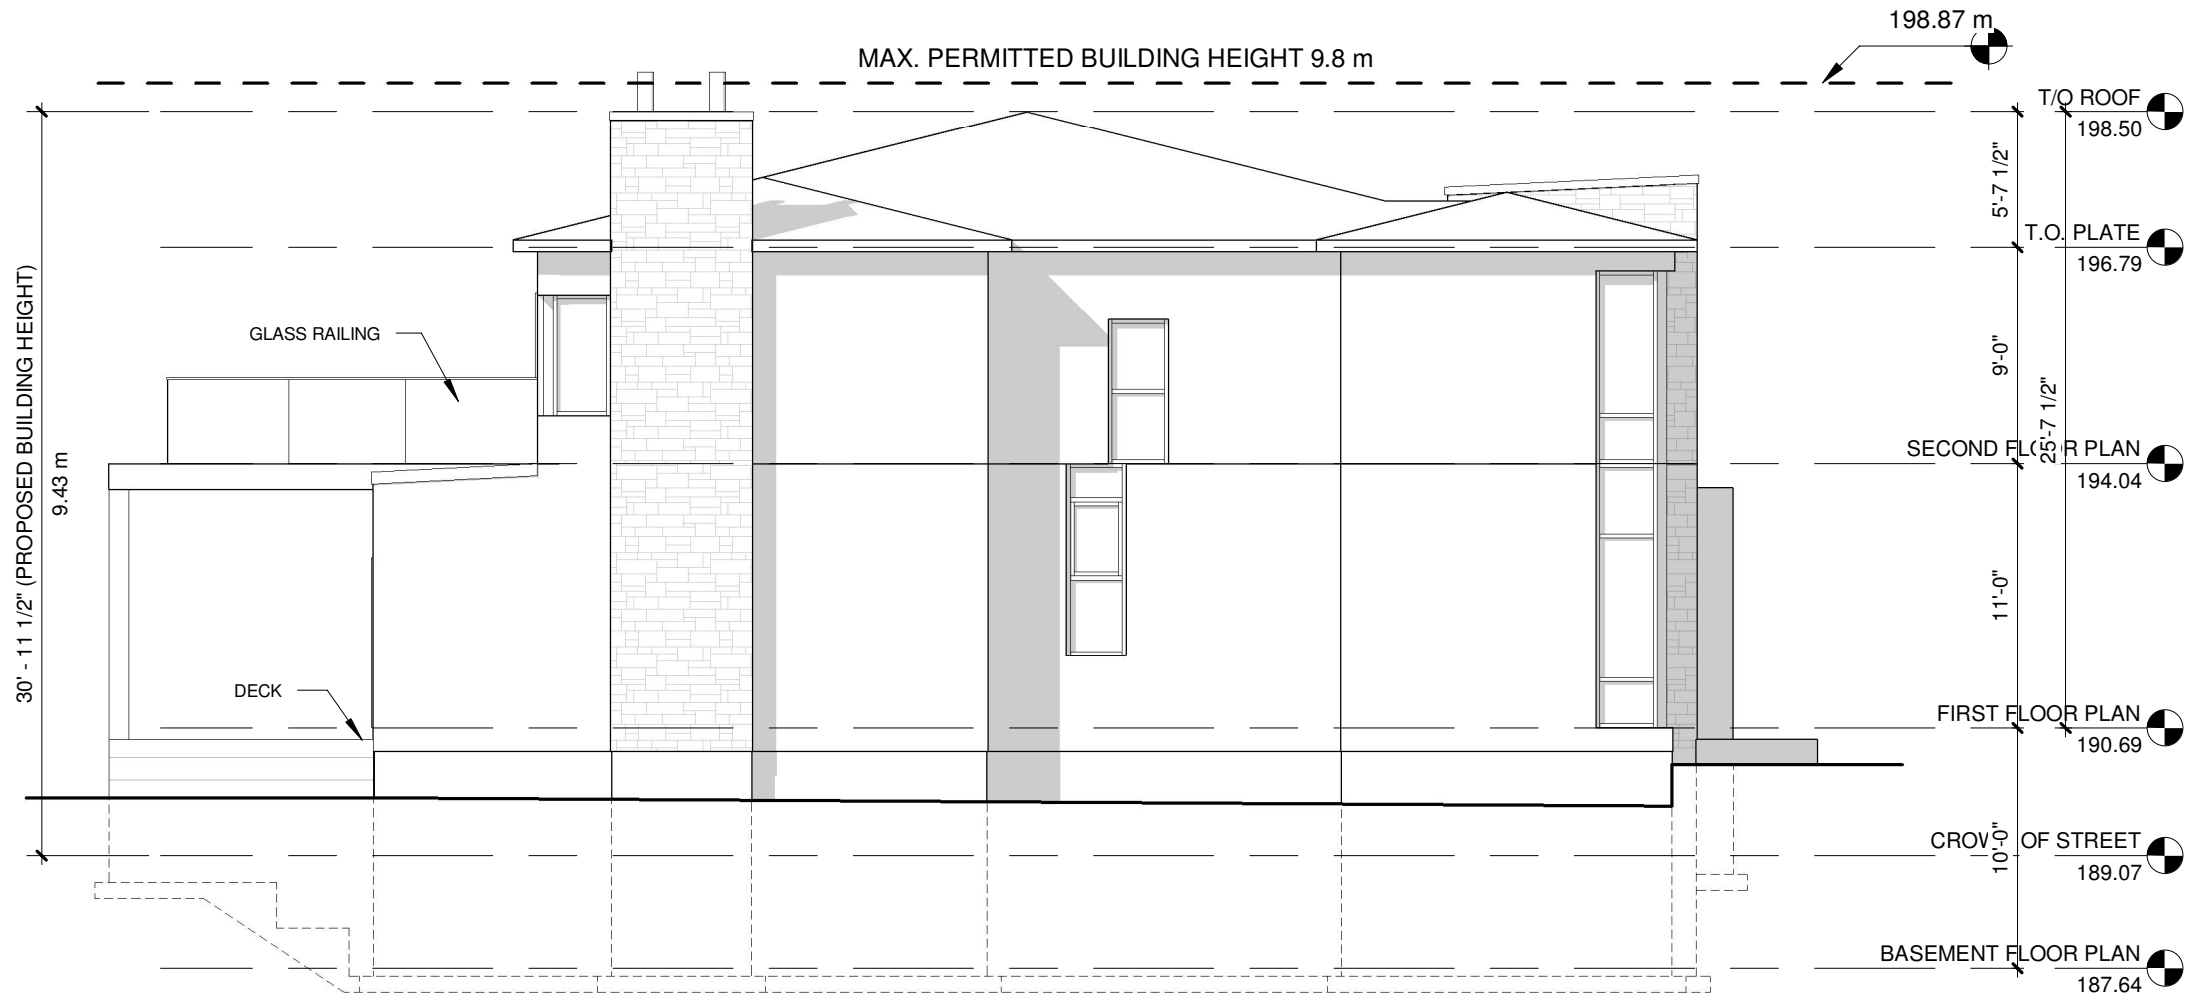 198.87 m
MAX. PERMITTED BUILDING HEIGHT 9.8 m
T/O ROOF
198.50
5'-7 1/2"
T.O. PLATE
196.79
30' - 11 1/2" (PROPOSED BUILDING HEIGHT)
9.43 m
GLASS RAILING
9'-0"
25'-7 1/2"
SECOND FLOOR PLAN
194.04
11'-0"
DECK
FIRST FLOOR PLAN
190.69
CROWN OF STREET
189.07
10'-0"
BASEMENT FLOOR PLAN
187.64